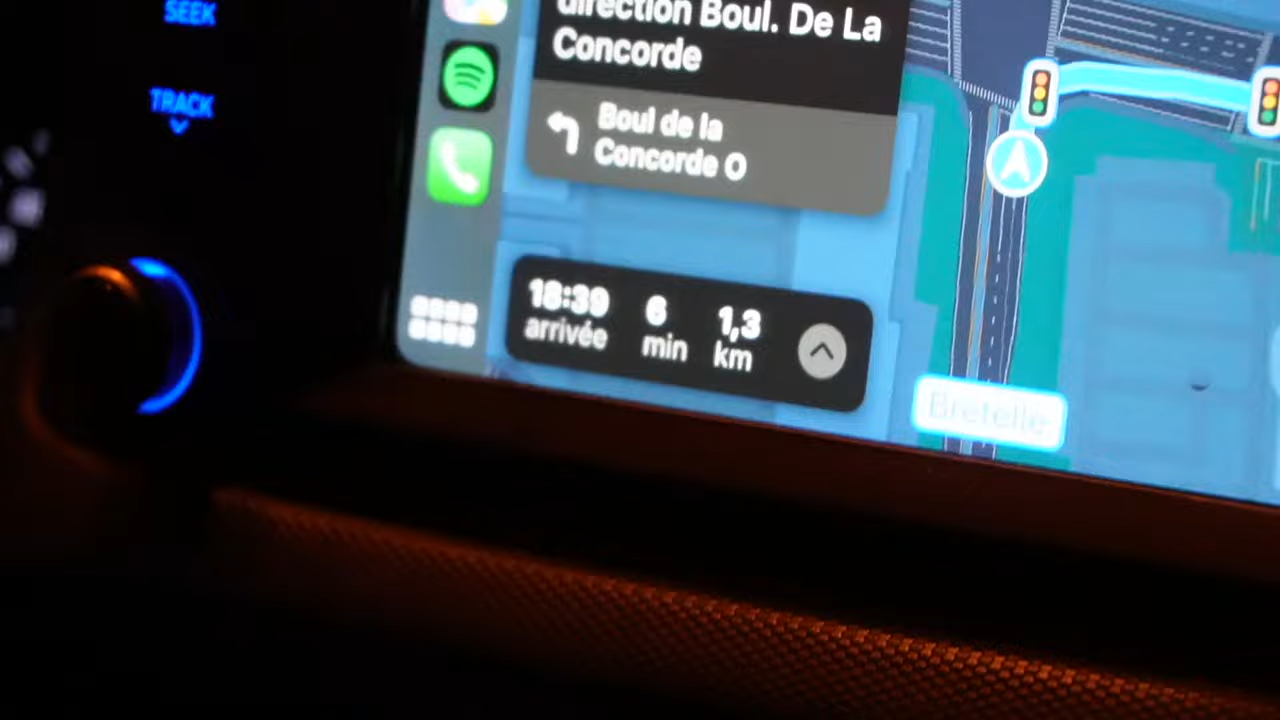 SEEK
TRACK
direction Boul. De La
Concorde
Boul de la
Concorde O
18:39
arrivée
6
min
1,3
km
Bretelle